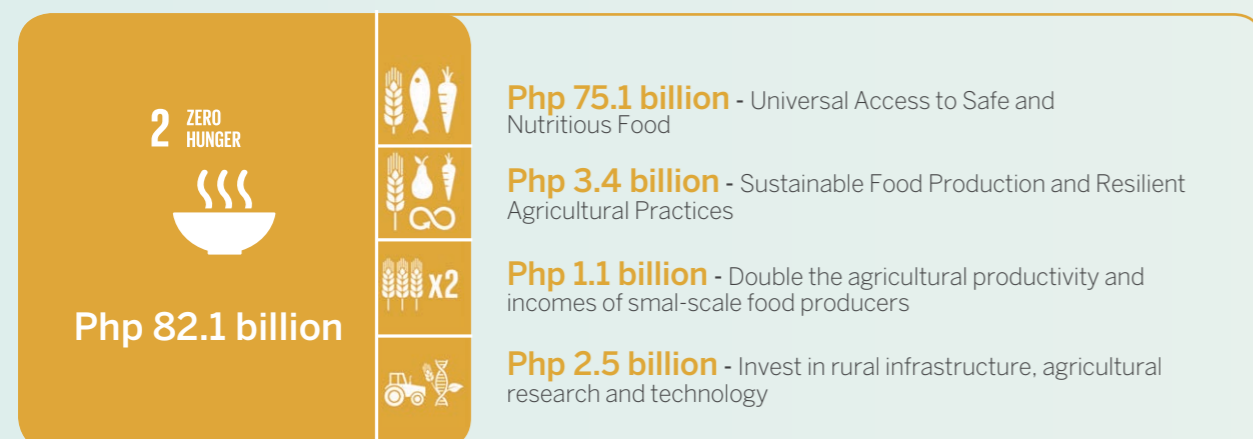 2 ZERO
HUNGER
Php 82.1 billion
x2
Php 75.1 billion - Universal Access to Safe and
Nutritious Food
Php 3.4 billion - Sustainable Food Production and Resilient
Agricultural Practices
Php 1.1 billion - Double the agricultural productivity and
incomes of smal-scale food producers
Php 2.5 billion - Invest in rural infrastructure, agricultural
research and technology